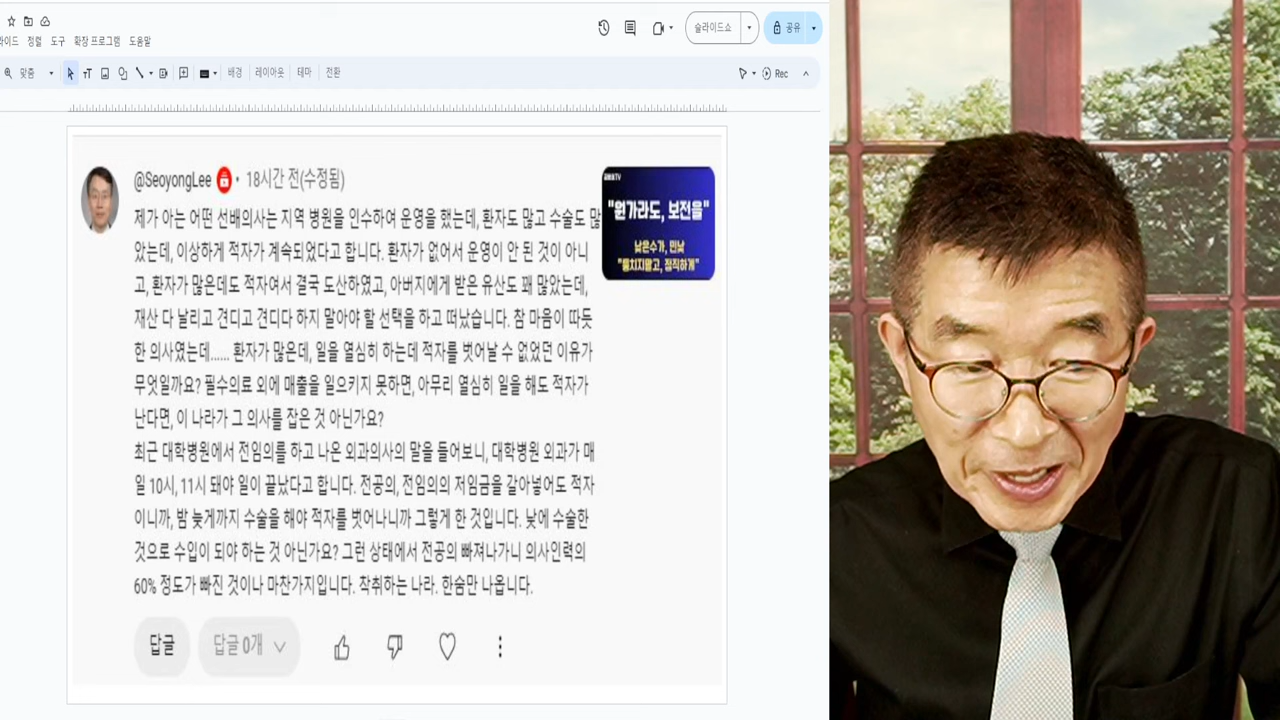 라이드 정렬 도구 확장 프로그램 도움말
슬라이드쇼
공유
맞춤
배경 레이아웃 테마 전환
Rec
@SeoyongLee · 18시간 전(수정됨)
제가 아는 어떤 선배의사는 지역 병원을 인수하여 운영을 했는데, 환자도 많고 수술도 많
았는데, 이상하게 적자가 계속되었다고 합니다. 환자가 없어서 운영이 안 된 것이 아니
고, 환자가 많은데도 적자여서 결국 도산하였고, 아버지에게 받은 유산도 꽤 많았는데,
재산 다 날리고 견디고 견디다 하지 말아야 할 선택을 하고 떠났습니다. 참 마음이 따듯
한 의사였는데...... 환자가 많은데, 일을 열심히 하는데 적자를 벗어날 수 없었던 이유가
무엇일까요? 필수의료 외에 매출을 일으키지 못하면, 아무리 열심히 일을 해도 적자가
난다면, 이 나라가 그 의사를 잡은 것 아닌가요?
최근 대학병원에서 전임의를 하고 나온 외과의사의 말을 들어보니, 대학병원 외과가 매
일 10시, 11시 돼야 일이 끝났다고 합니다. 전공의, 전임의의 저임금을 갈아넣어도 적자
이니까, 밤 늦게까지 수술을 해야 적자를 벗어나니까 그렇게 한 것입니다. 낮에 수술한
것으로 수입이 되야 하는 것 아닌가요? 그런 상태에서 전공의 빠져나가니 의사인력의
60% 정도가 빠진 것이나 마찬가지입니다. 착취하는 나라. 한숨만 나옵니다.
답글
답글 0개
"원가라도, 보전을"
낮은수가, 민낯
"퉁치지말고, 정직하게"